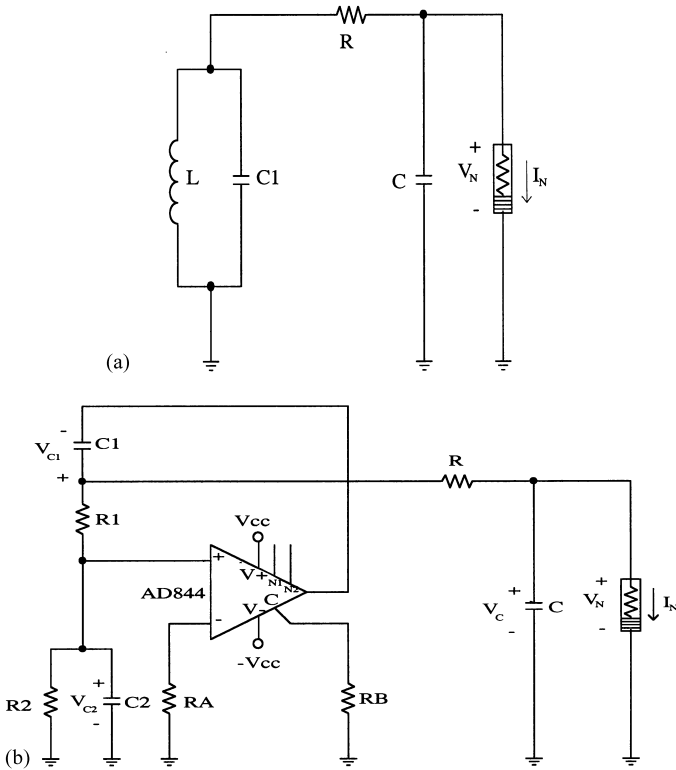 R
L
C1
C
+
V_N
-
I_N
(a)
-
V_C1
C1
+
R
R1
Vcc
+
V+
N1
N2
AD844
C
V-
-
-Vcc
+
V_C
-
C
+
V_N
-
I_N
R2
+
V_C2
-
C2
RA
RB
(b)